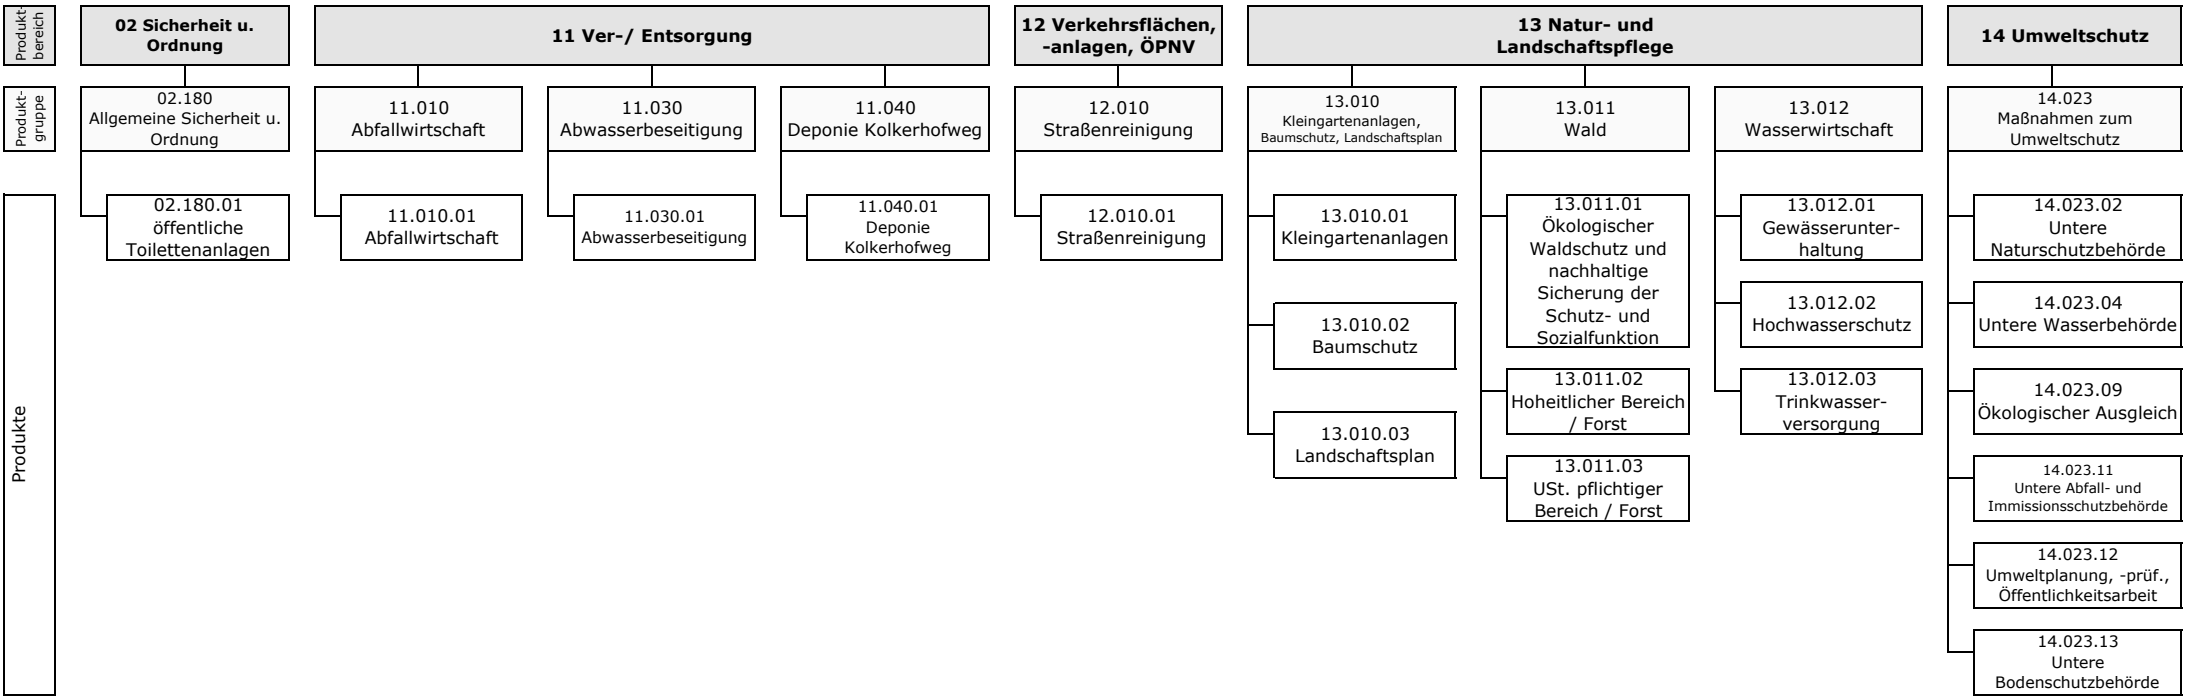 Produkt-
bereich
02 Sicherheit u.
Ordnung
11 Ver-/ Entsorgung
12 Verkehrsflächen,
-anlagen, ÖPNV
13 Natur- und
Landschaftspflege
14 Umweltschutz
Produkt-
gruppe
02.180
Allgemeine Sicherheit u.
Ordnung
11.010
Abfallwirtschaft
11.030
Abwasserbeseitigung
11.040
Deponie Kolkerhofweg
12.010
Straßenreinigung
13.010
Kleingartenanlagen,
Baumschutz, Landschaftsplan
13.011
Wald
13.012
Wasserwirtschaft
14.023
Maßnahmen zum
Umweltschutz
Produkte
02.180.01
öffentliche
Toilettenanlagen
11.010.01
Abfallwirtschaft
11.030.01
Abwasserbeseitigung
11.040.01
Deponie
Kolkerhofweg
12.010.01
Straßenreinigung
13.010.01
Kleingartenanlagen
13.010.02
Baumschutz
13.010.03
Landschaftsplan
13.011.01
Ökologischer
Waldschutz und
nachhaltige
Sicherung der
Schutz- und
Sozialfunktion
13.011.02
Hoheitlicher Bereich
/ Forst
13.011.03
USt. pflichtiger
Bereich / Forst
13.012.01
Gewässerunter-
haltung
13.012.02
Hochwasserschutz
13.012.03
Trinkwasser-
versorgung
14.023.02
Untere
Naturschutzbehörde
14.023.04
Untere Wasserbehörde
14.023.09
Ökologischer Ausgleich
14.023.11
Untere Abfall- und
Immissionsschutzbehörde
14.023.12
Umweltplanung, -prüf.,
Öffentlichkeitsarbeit
14.023.13
Untere
Bodenschutzbehörde